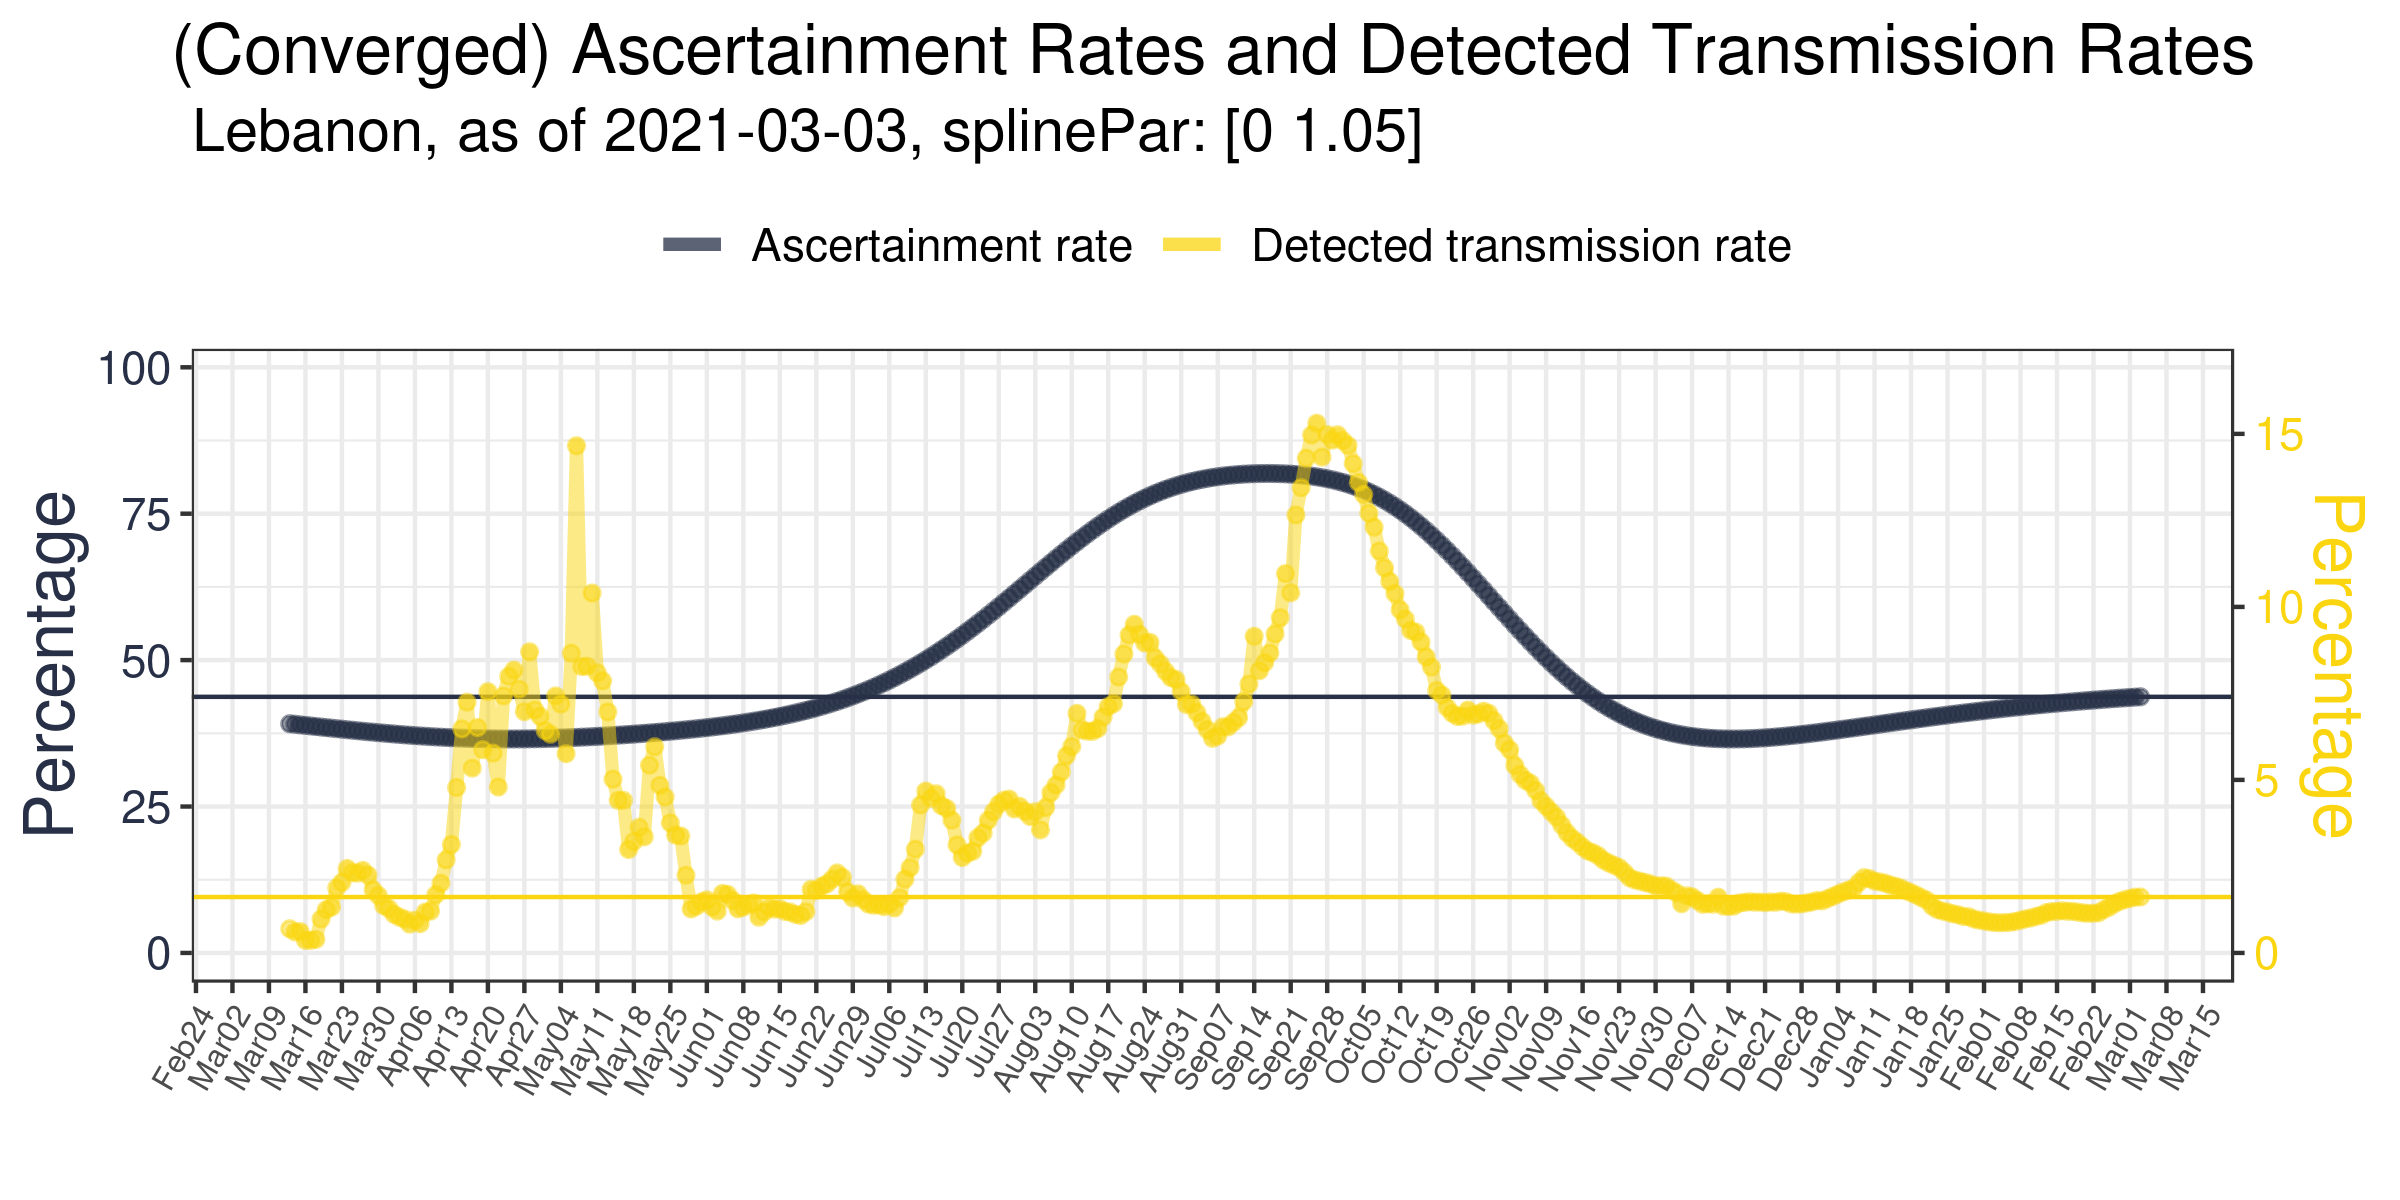 (Converged) Ascertainment Rates and Detected Transmission Rates
Lebanon, as of 2021-03-03, splinePar: [0 1.05]
Ascertainment rate Detected transmission rate
Percentage
100
75
50
25
0
15
10
5
0
Percentage
Feb24 Mar02 Mar09 Mar16 Mar23 Mar30 Apr06 Apr13 Apr20 Apr27 May04 May11 May18 May25 Jun01 Jun08 Jun15 Jun22 Jun29 Jul06 Jul13 Jul20 Jul27 Aug03 Aug10 Aug17 Aug24 Aug31 Sep07 Sep14 Sep21 Sep28 Oct05 Oct12 Oct19 Oct26 Nov02 Nov09 Nov16 Nov23 Nov30 Dec07 Dec14 Dec21 Dec28 Jan04 Jan11 Jan18 Jan25 Feb01 Feb08 Feb15 Feb22 Mar01 Mar08 Mar15